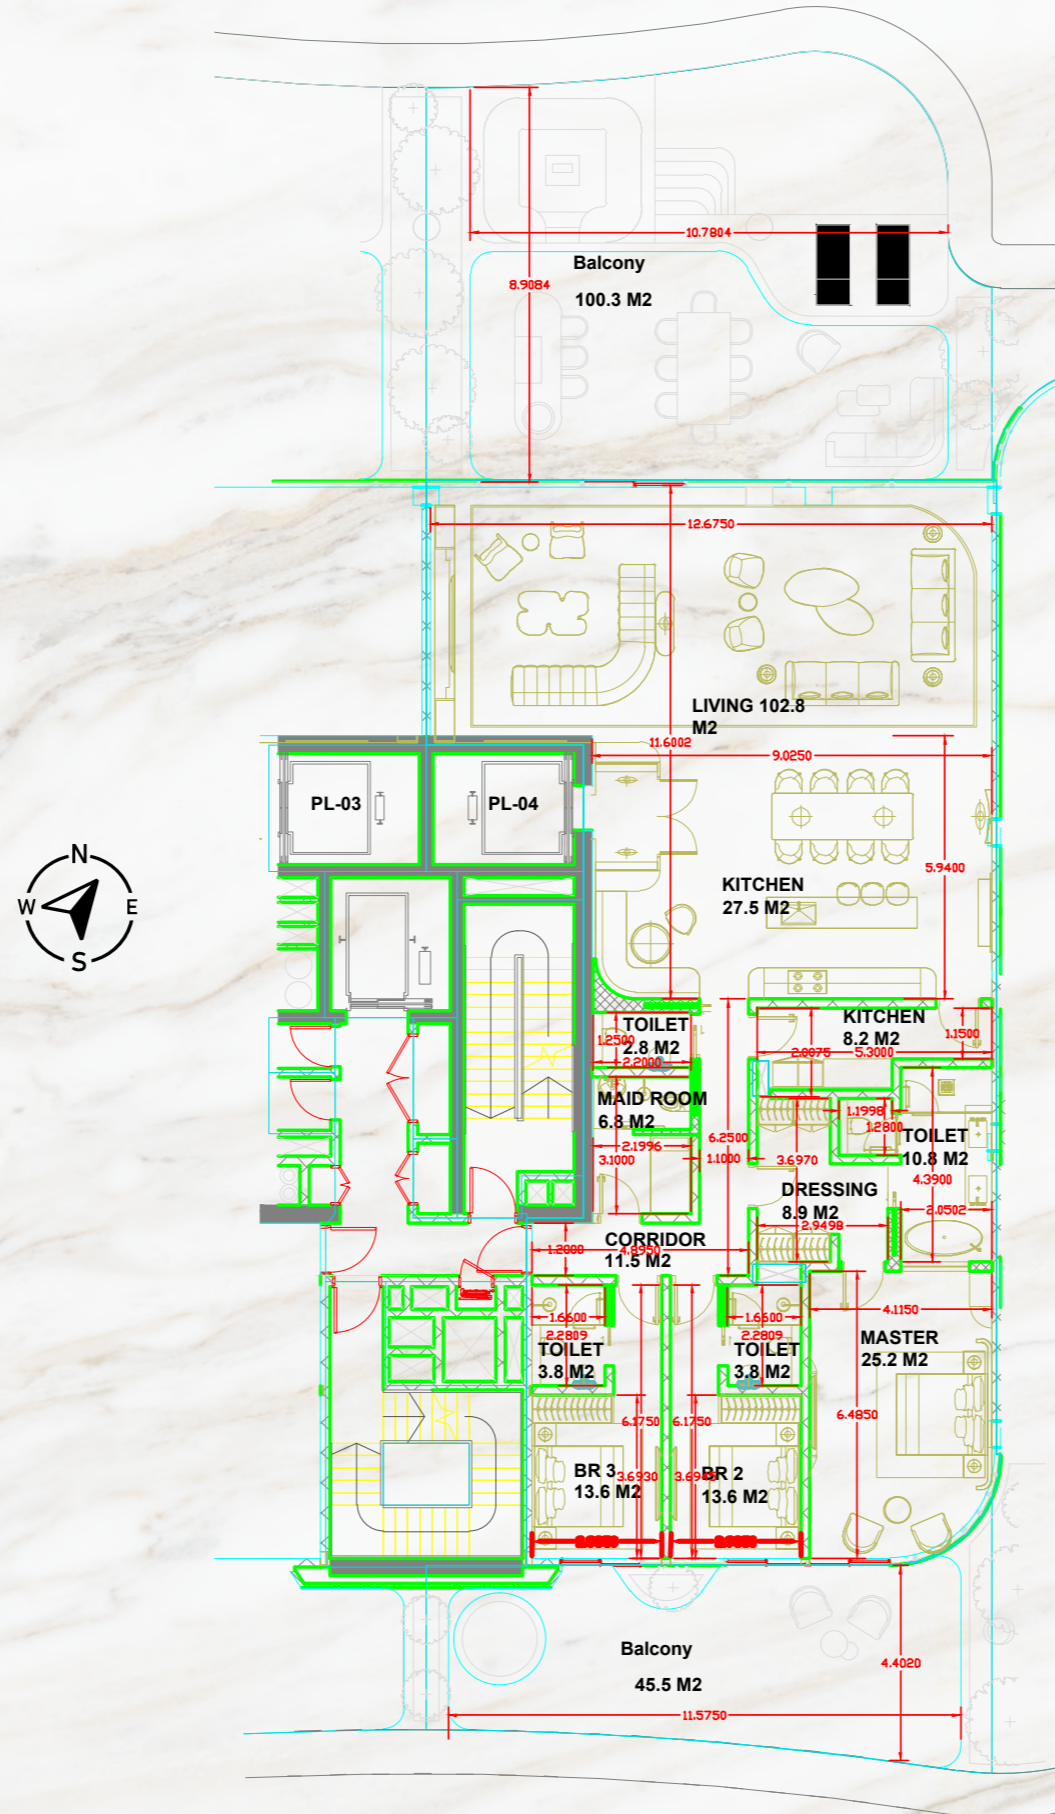 10.7804
Balcony
100.3 M2
8.9084
12.6750
LIVING 102.8
M2
11.6002
9.0250
PL-03
PL-04
N
W
E
S
5.9400
KITCHEN
27.5 M2
KITCHEN
8.2 M2
1.1500
2.0075
5.3000
TOILET
2.8 M2
1.2500
2.2000
MAID ROOM
6.8 M2
2.1996
3.1000
6.2500
1.1000
3.6970
1.1998
1.2800
TOILET
10.8 M2
4.3900
2.0502
DRESSING
8.9 M2
2.9498
CORRIDOR
11.5 M2
1.2000
4.8950
4.1150
1.6600
2.2809
TOILET
3.8 M2
1.6600
2.2809
TOILET
3.8 M2
MASTER
25.2 M2
6.4850
6.1750
6.1750
BR 3
13.6 M2
3.6930
BR 2
13.6 M2
Balcony
45.5 M2
4.4020
11.5750